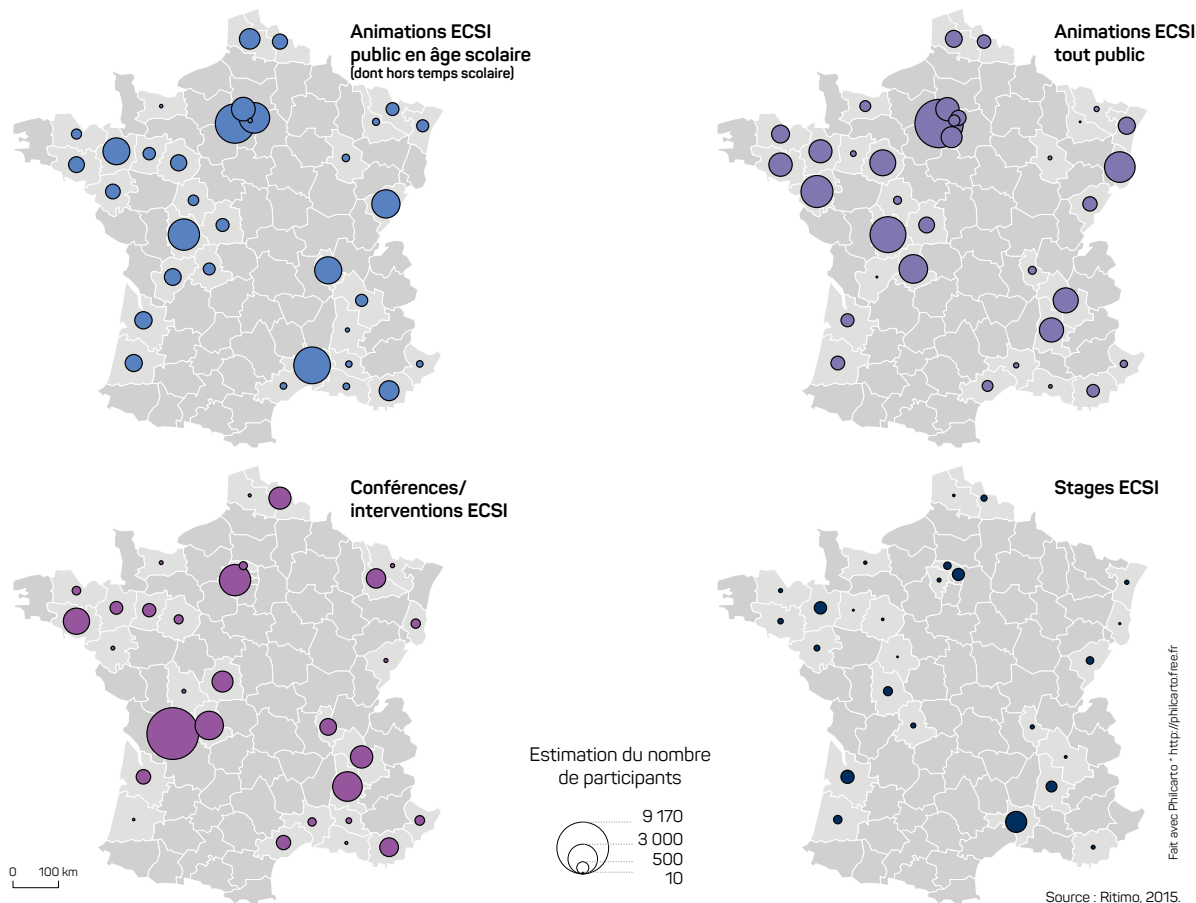 Animations ECSI
public en âge scolaire
(dont hors temps scolaire)
Animations ECSI
tout public
Conférences/
interventions ECSI
Stages ECSI
Estimation du nombre
de participants
9 170
3 000
500
10
0 100 km
Fait avec Philcarto * http://philcarto.free.fr
Source : Ritimo, 2015.